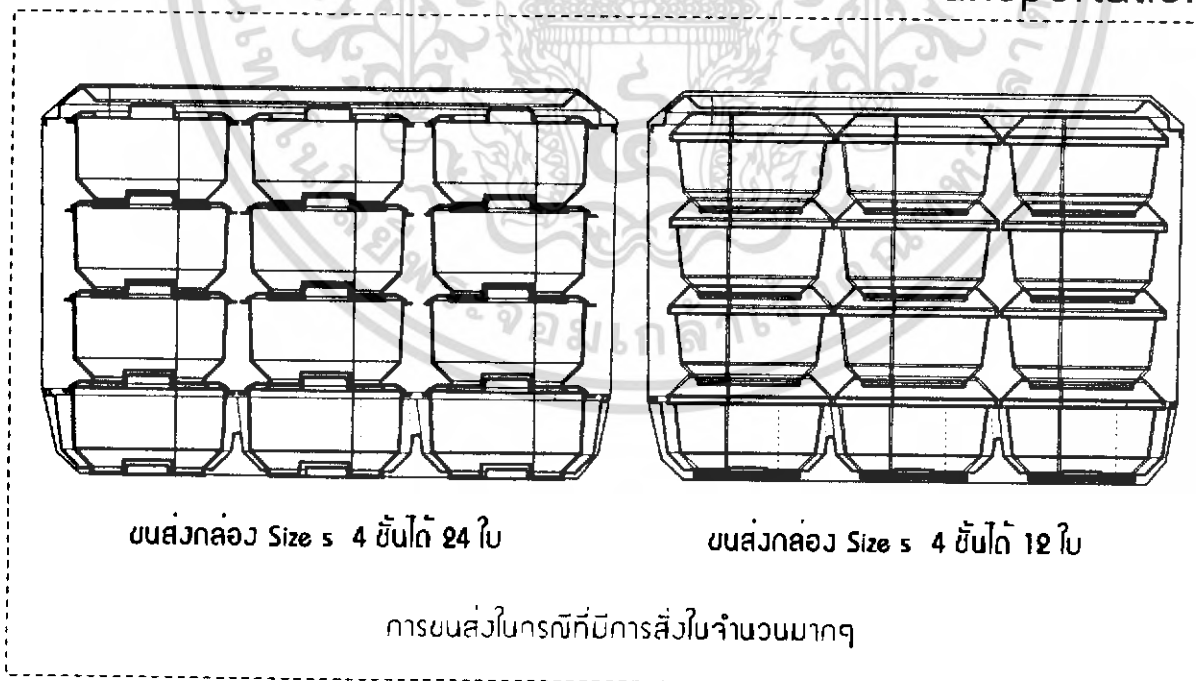 ขนส่งกล่อง Size s 4 ชั้นได้ 24 ใบ
ขนส่งกล่อง Size s 4 ชั้นได้ 12 ใบ
การขนส่งในกรณีที่มีการสั่งในจำนวนมากๆ